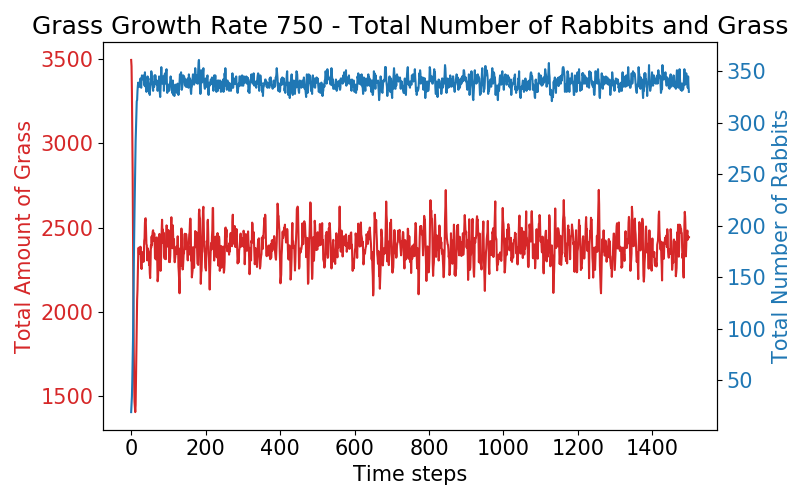 Grass Growth Rate 750 - Total Number of Rabbits and Grass
Total Amount of Grass
3500
3000
2500
2000
1500
350
300
250
200
150
100
50
Total Number of Rabbits
0 200 400 600 800 1000 1200 1400
Time steps